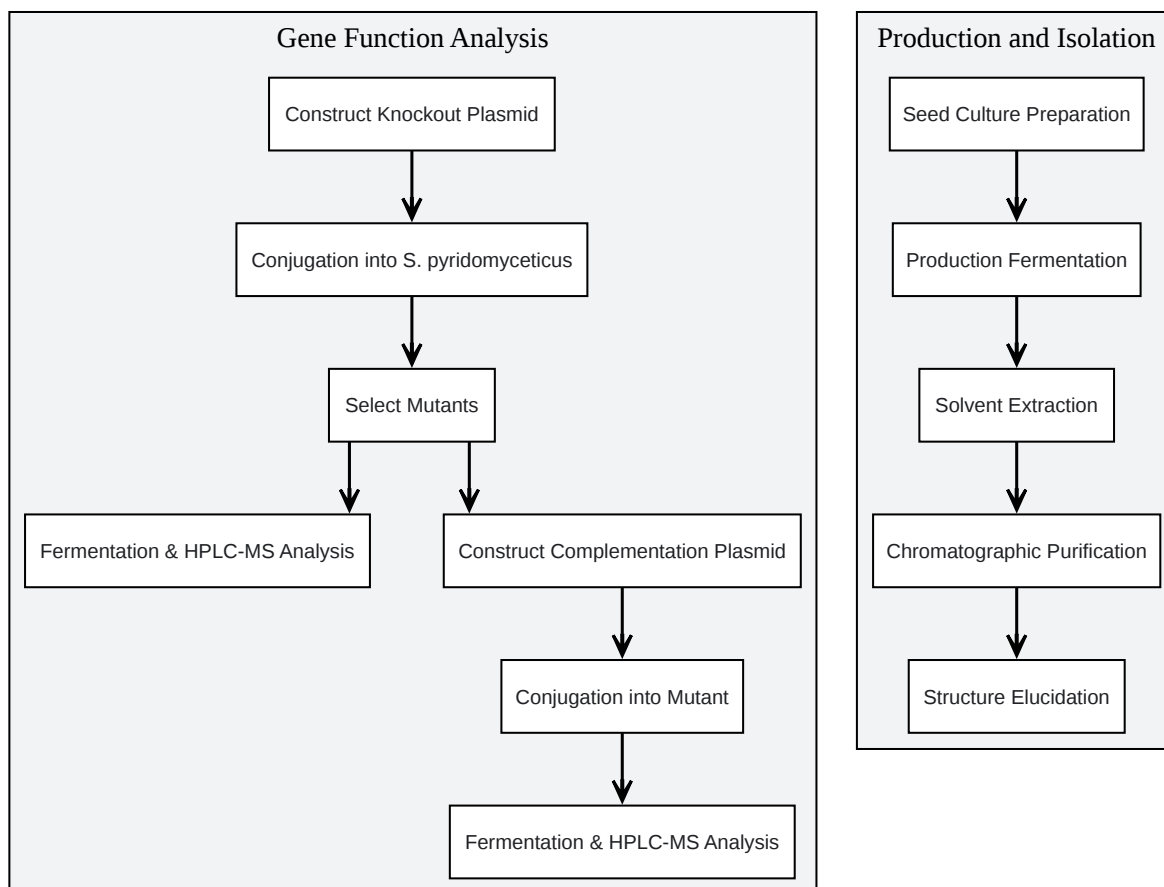 Gene Function Analysis
Construct Knockout Plasmid
Conjugation into S. pyridomyceticus
Select Mutants
Fermentation & HPLC-MS Analysis
Construct Complementation Plasmid
Conjugation into Mutant
Fermentation & HPLC-MS Analysis
Production and Isolation
Seed Culture Preparation
Production Fermentation
Solvent Extraction
Chromatographic Purification
Structure Elucidation